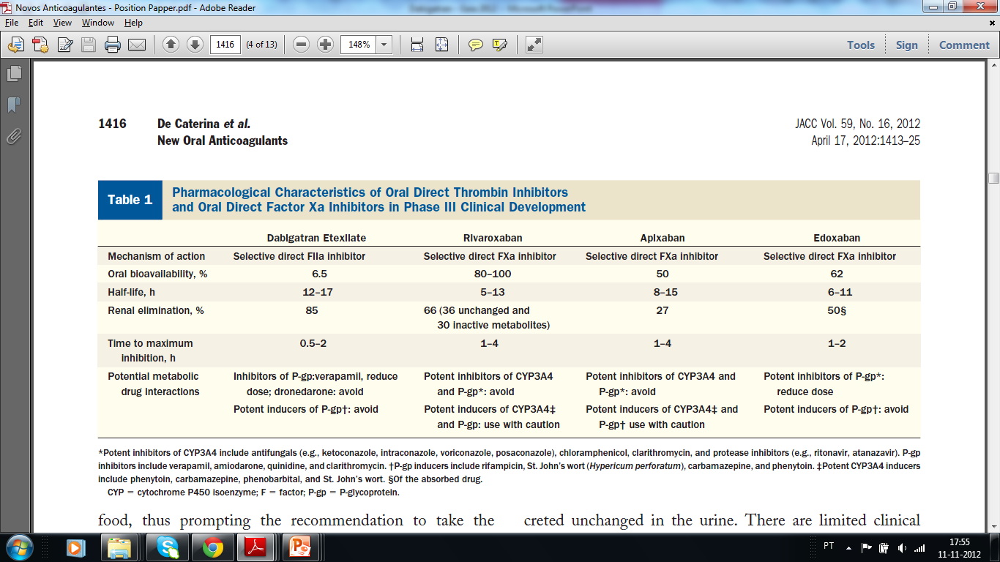 Novos Anticoagulantes - Position Papper.pdf - Adobe Reader
File Edit View Window Help
1416 (4 of 13) 148% Tools Sign Comment
1416 De Caterina et al. JACC Vol. 59, No. 16, 2012
New Oral Anticoagulants April 17, 2012:1413–25
Table 1 Pharmacological Characteristics of Oral Direct Thrombin Inhibitors
and Oral Direct Factor Xa Inhibitors in Phase III Clinical Development
Dabigatran Etexilate Rivaroxaban Apixaban Edoxaban
Mechanism of action Selective direct FIIa inhibitor Selective direct FXa inhibitor Selective direct FXa inhibitor Selective direct FXa inhibitor
Oral bioavailability, % 6.5 80–100 50 62
Half-life, h 12–17 5–13 8–15 6–11
Renal elimination, % 85 66 (36 unchanged and 27 50§
30 inactive metabolites)
Time to maximum 0.5–2 1–4 1–4 1–2
inhibition, h
Potential metabolic Inhibitors of P-gp:verapamil, reduce Potent inhibitors of CYP3A4 Potent inhibitors of CYP3A4 and Potent inhibitors of P-gp*:
drug interactions dose; dronedarone: avoid and P-gp*: avoid P-gp*: avoid reduce dose
Potent inducers of P-gp†: avoid Potent inducers of CYP3A4‡ Potent inducers of CYP3A4‡ and Potent inducers of P-gp†: avoid
and P-gp: use with caution P-gp† use with caution
*Potent inhibitors of CYP3A4 include antifungals (e.g., ketoconazole, intraconazole, voriconazole, posaconazole), chloramphenicol, clarithromycin, and protease inhibitors (e.g., ritonavir, atanazavir). P-gp
inhibitors include verapamil, amiodarone, quinidine, and clarithromycin. †P-gp inducers include rifampicin, St. John's wort (Hypericum perforatum), carbamazepine, and phenytoin. ‡Potent CYP3A4 inducers
include phenytoin, carbamazepine, phenobarbital, and St. John's wort. §Of the absorbed drug.
CYP = cytochrome P450 isoenzyme; F = factor; P-gp = P-glycoprotein.
food, thus prompting the recommendation to take the creted unchanged in the urine. There are limited clinical
PT 17:55
11-11-2012